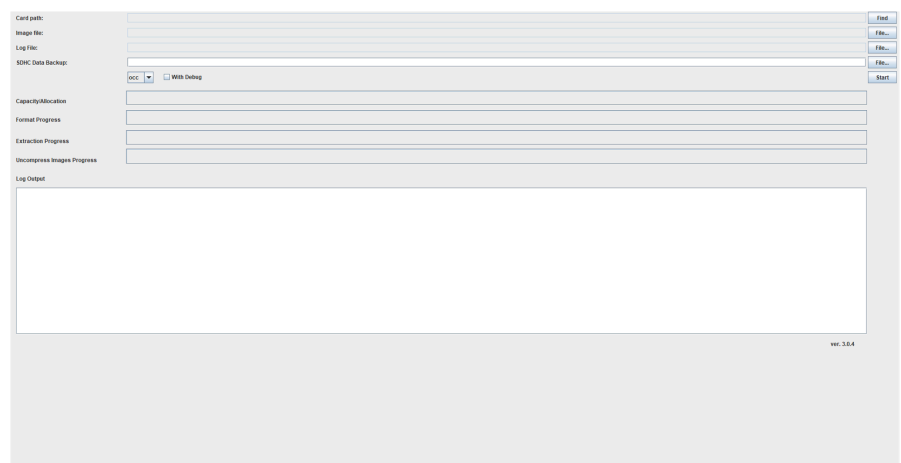 Card path: Find
Image file: File...
Log File: File...
SDHC Data Backup: File...
occ With Debug Start
Capacity/Allocation
Format Progress
Extraction Progress
Uncompress Images Progress
Log Output
ver. 3.0.4